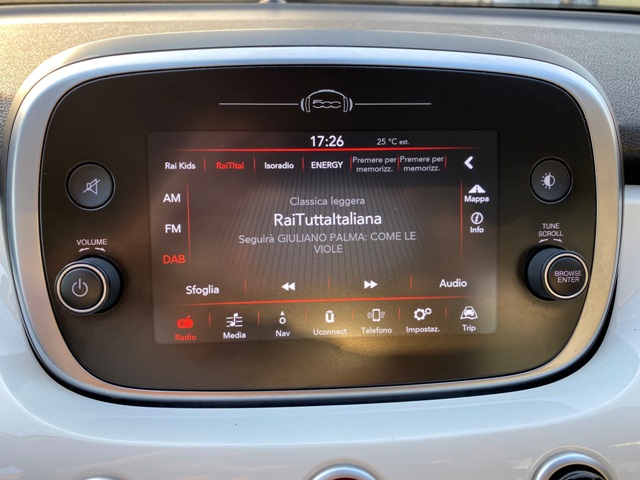 500
17:26
25 °C est.
Rai Kids
RaiTItal
Isoradio
ENERGY
Premere per
memorizz.
Premere per
memorizz.
AM
FM
DAB
Classica leggera
RaiTuttaItaliana
Seguirà GIULIANO PALMA: COME LE
VIOLE
Mappa
Info
Sfoglia
Audio
Radio
Media
Nav
Uconnect
Telefono
Impostaz.
Trip
VOLUME
TUNE
SCROLL
BROWSE
ENTER